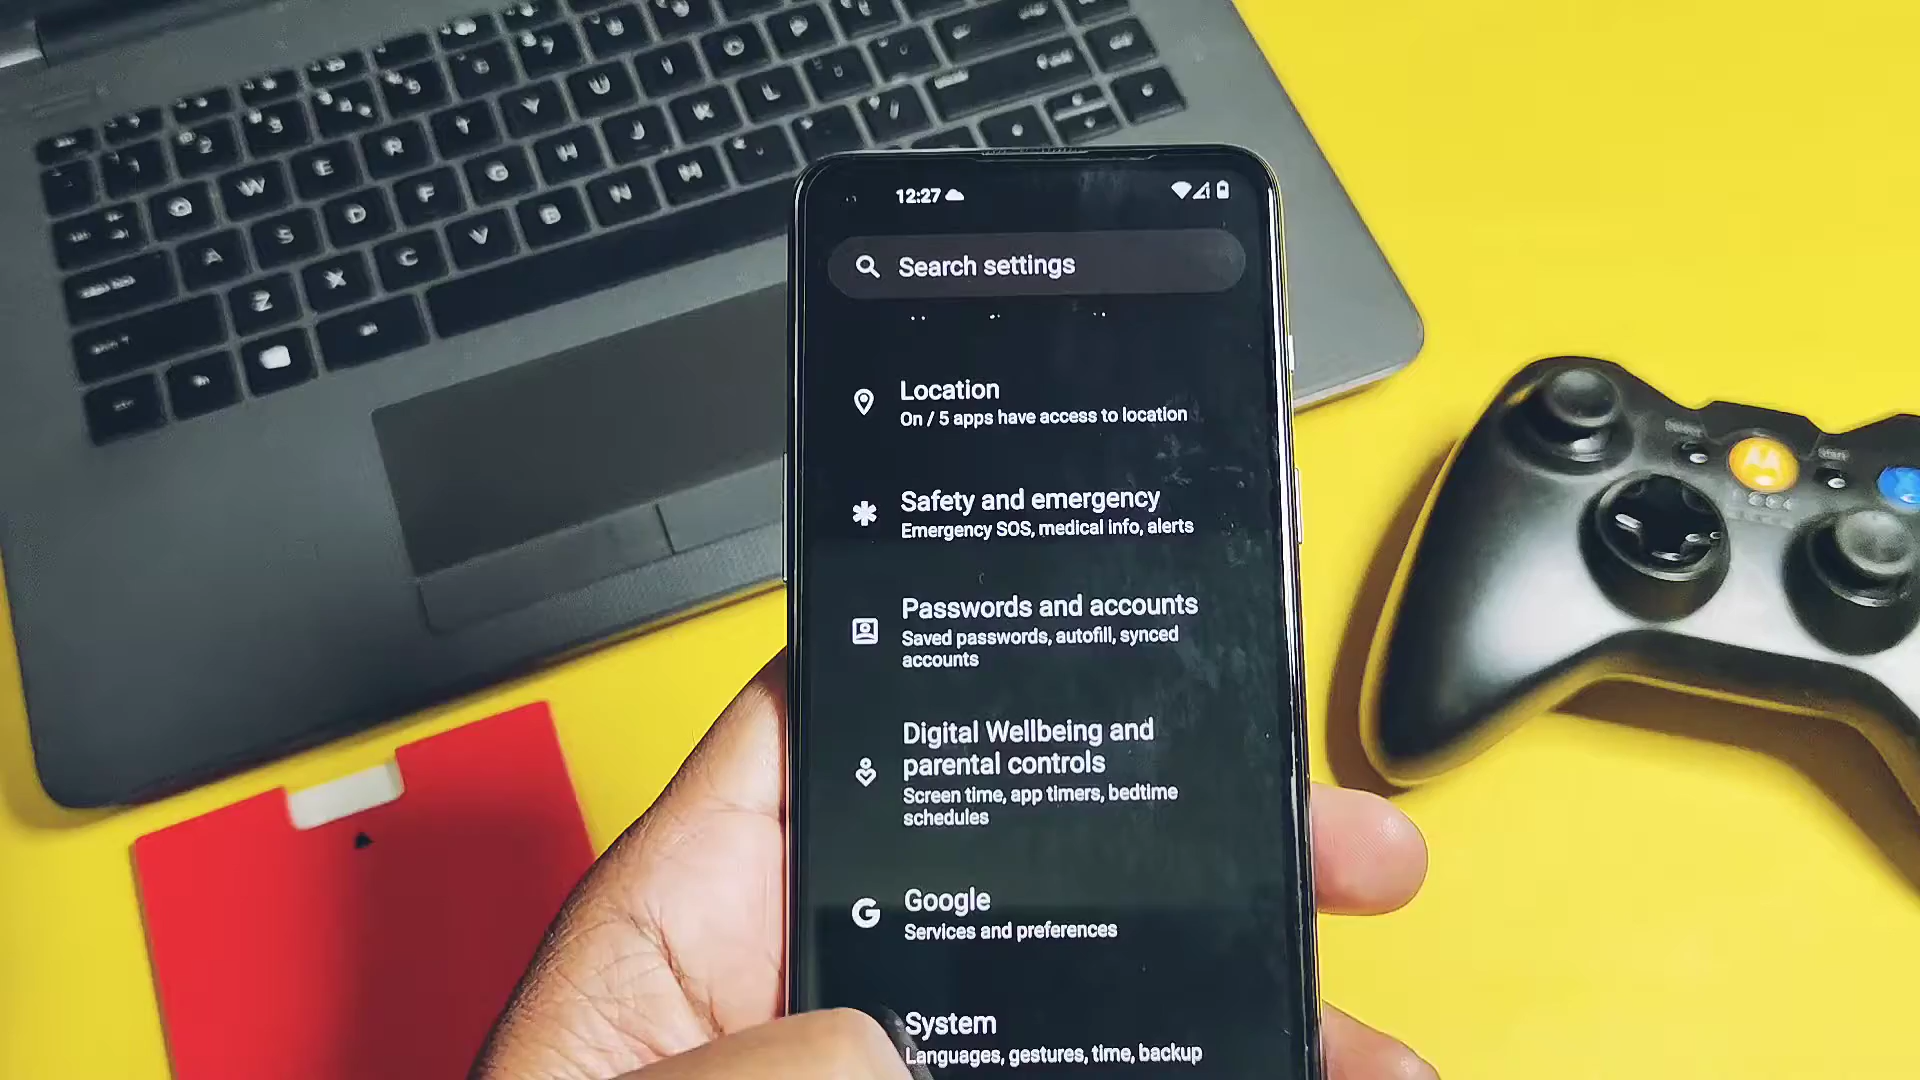 12:27
Search settings
Location
On / 5 apps have access to location
Safety and emergency
Emergency SOS, medical info, alerts
Passwords and accounts
Saved passwords, autofill, synced
accounts
Digital Wellbeing and
parental controls
Screen time, app timers, bedtime
schedules
Google
Services and preferences
System
Languages, gestures, time, backup
Q W E R T Y U I O P
A S D F G H J K L
Z X C V B N M